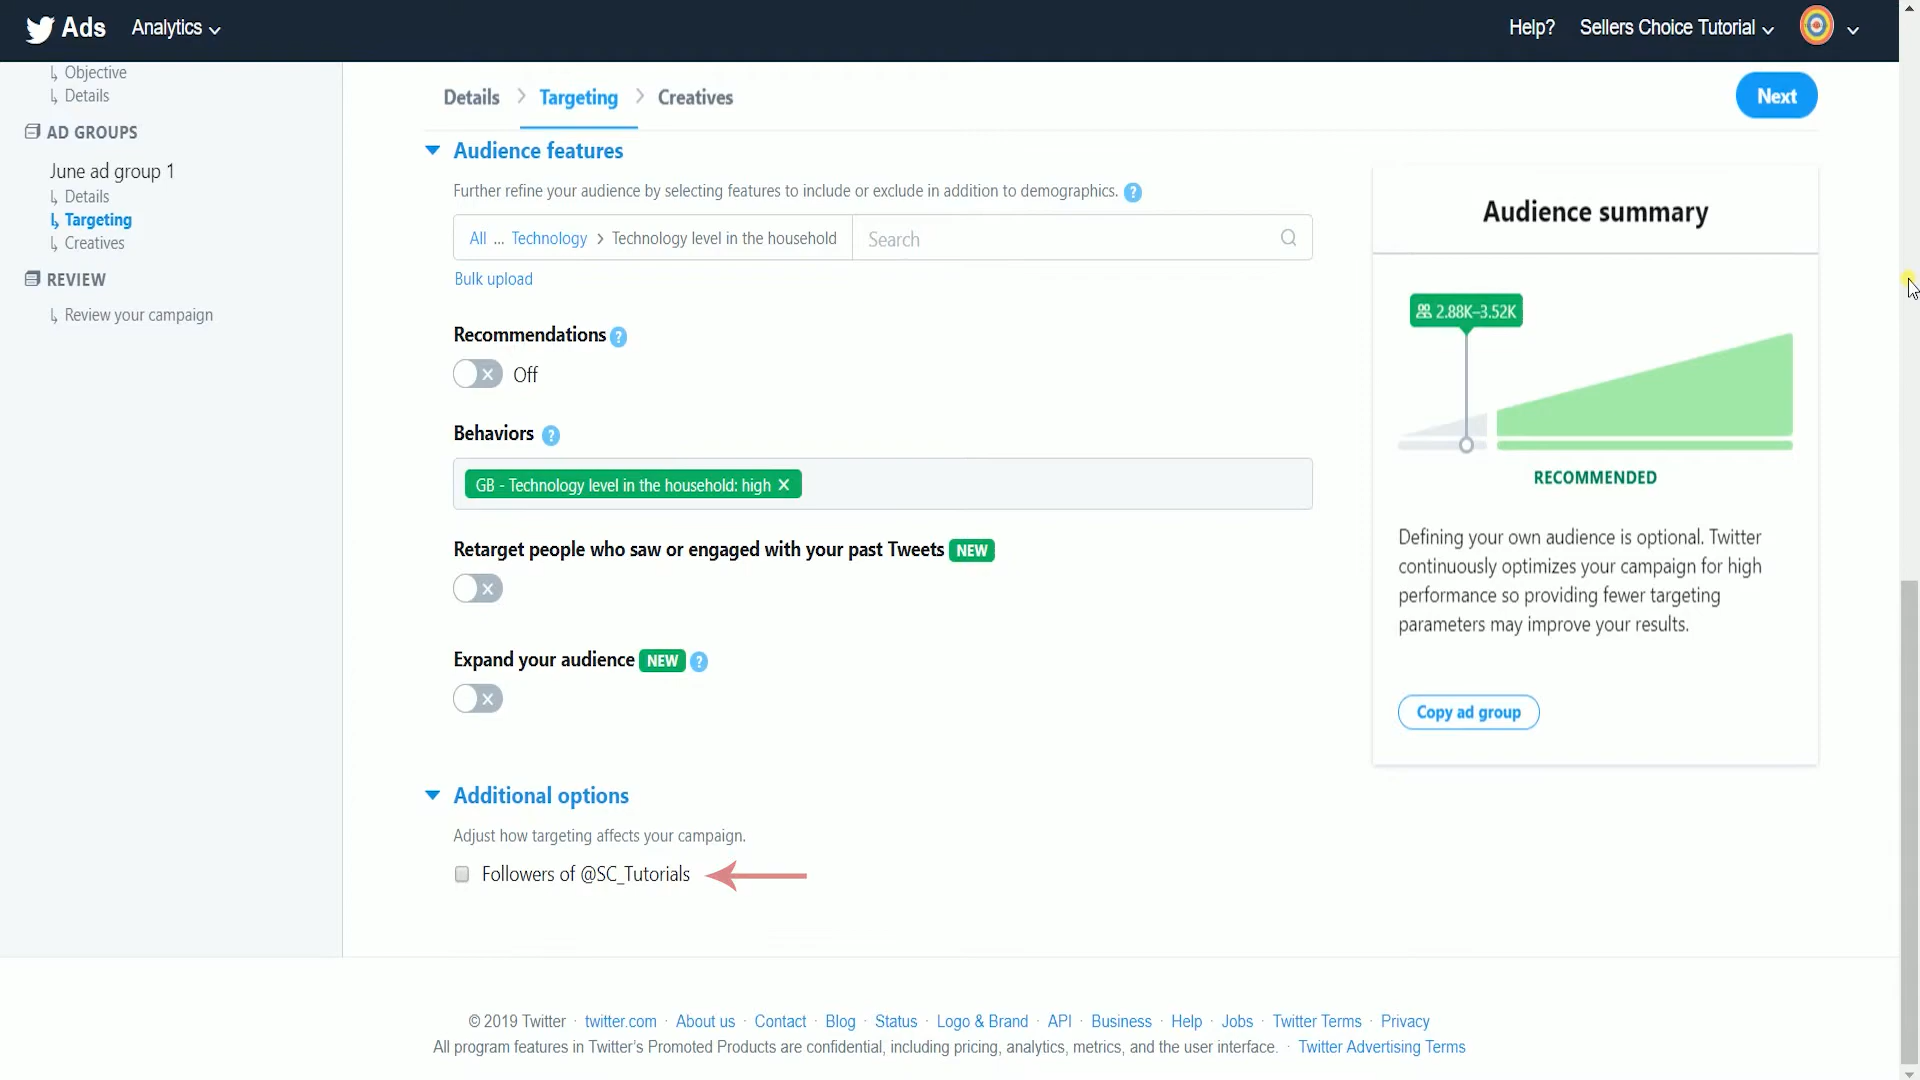 Ads Analytics Help? Sellers Choice Tutorial
Objective
Details
AD GROUPS
June ad group 1
Details
Targeting
Creatives
REVIEW
Review your campaign
Details Targeting Creatives Next
Audience features
Further refine your audience by selecting features to include or exclude in addition to demographics. ?
All ... Technology > Technology level in the household Search
Bulk upload
Recommendations ?
Off
Behaviors ?
GB - Technology level in the household: high ×
Retarget people who saw or engaged with your past Tweets NEW
Expand your audience NEW ?
Additional options
Adjust how targeting affects your campaign.
Followers of @SC_Tutorials
Audience summary
2.88K–3.52K
RECOMMENDED
Defining your own audience is optional. Twitter
continuously optimizes your campaign for high
performance so providing fewer targeting
parameters may improve your results.
Copy ad group
© 2019 Twitter · twitter.com · About us · Contact · Blog · Status · Logo & Brand · API · Business · Help · Jobs · Twitter Terms · Privacy
All program features in Twitter's Promoted Products are confidential, including pricing, analytics, metrics, and the user interface. · Twitter Advertising Terms